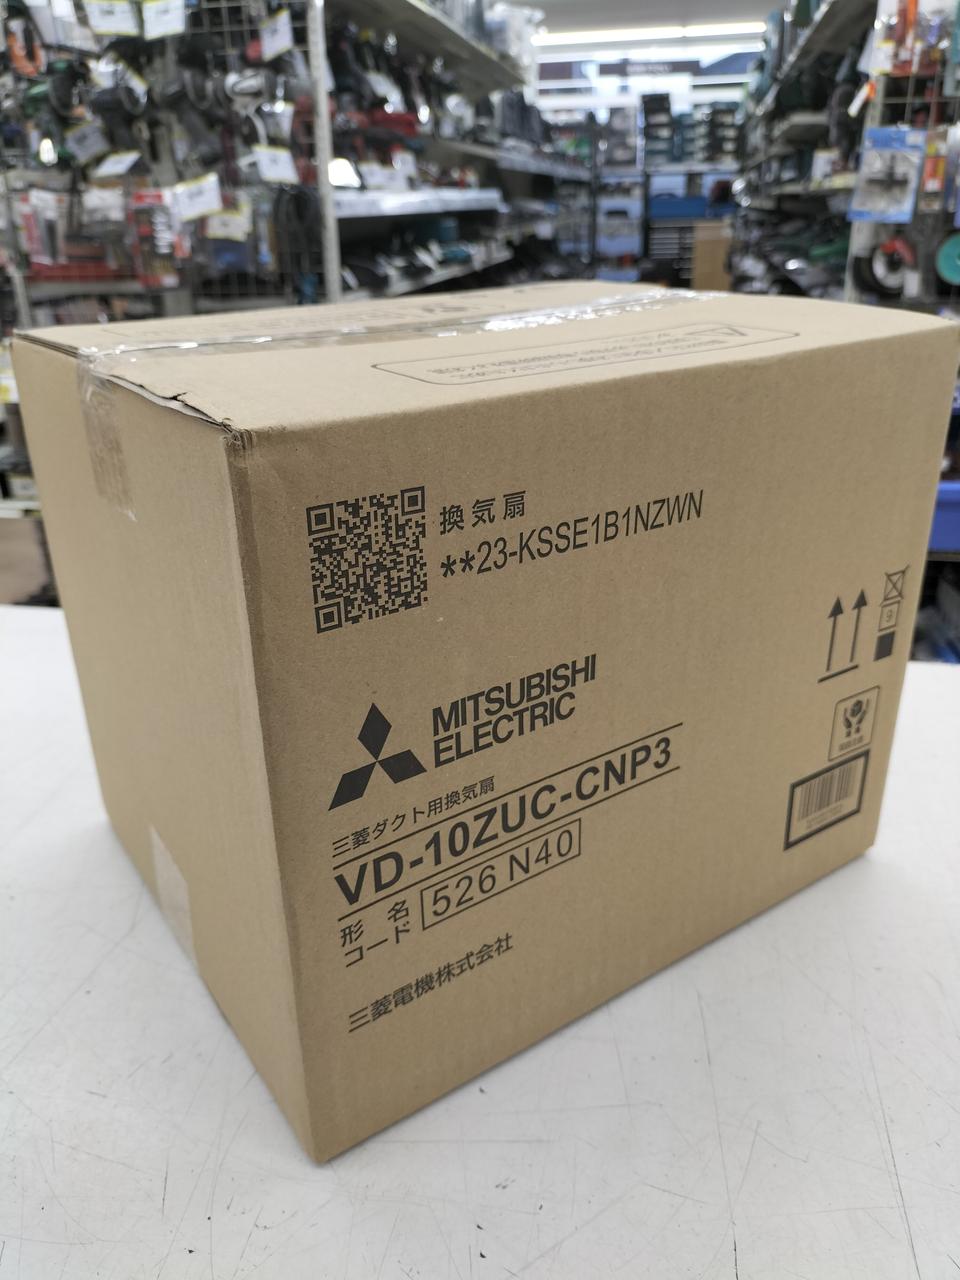 換気扇
**23-KSSE1B1NZWN
MITSUBISHI
ELECTRIC
三菱ダクト用換気扇
VD-10ZUC-CNP3
形名
コード
526 N40
三菱電機株式会社
9